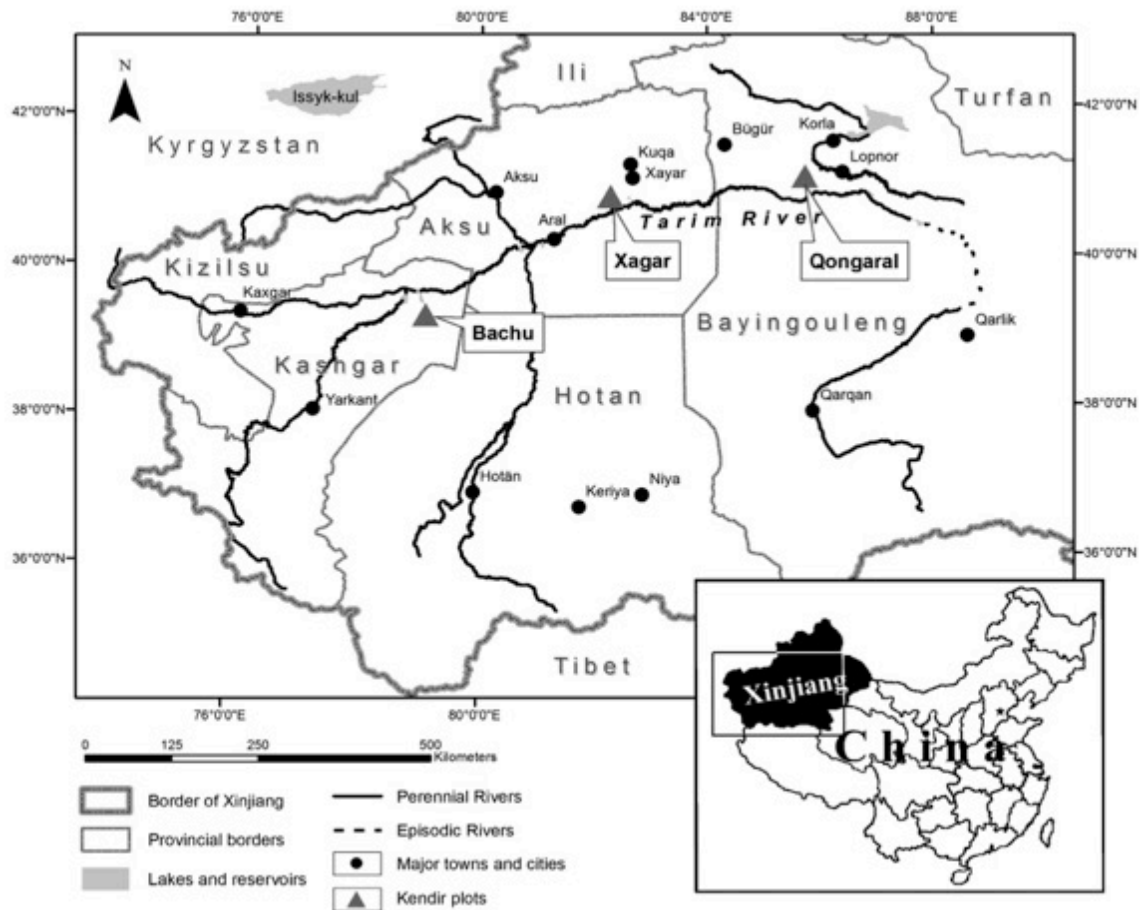 76°0'0"E 80°0'0"E 84°0'0"E 88°0'0"E
N
Ili
Issyk-kul
Turfan
42°0'0"N 42°0'0"N
Korla
Bügür
Kyrgyzstan
Kuqa
Lopnor
Xayar
Aksu
Aral
Tarim River
Aksu
Xagar
Qongaral
40°0'0"N 40°0'0"N
Kizilsu
Kaxgar
Bachu
Bayingouleng
Qarlik
Kashgar
Hotan
Yarkant
Qarqan
38°0'0"N 38°0'0"N
Hotän
Keriya
Niya
36°0'0"N 36°0'0"N
Tibet
76°0'0"E 80°0'0"E
Xinjiang
China
0 125 250 500
Kilometers
Border of Xinjiang
Provincial borders
Lakes and reservoirs
Perennial Rivers
Episodic Rivers
Major towns and cities
Kendir plots